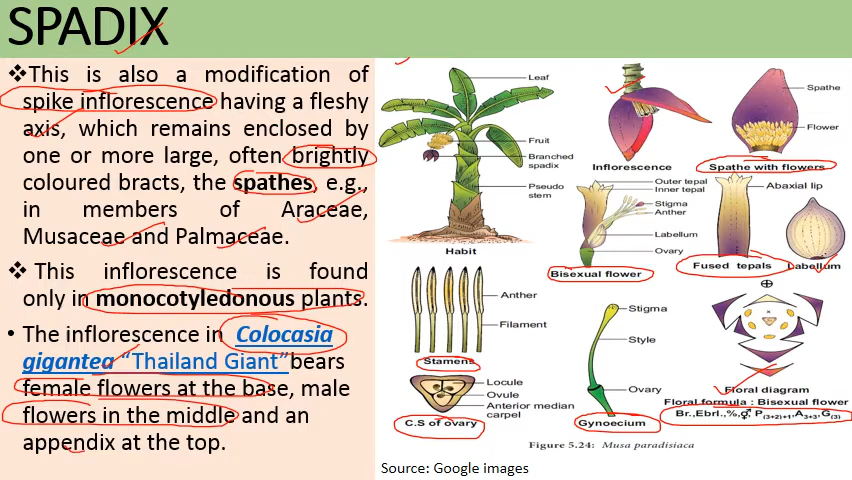 SPADIX
❖This is also a modification of
spike inflorescence having a fleshy
axis, which remains enclosed by
one or more large, often brightly
coloured bracts, the spathes, e.g.,
in members of Araceae,
Musaceae and Palmaceae.
❖ This inflorescence is found
only in monocotyledonous plants.
• The inflorescence in Colocasia
gigantea "Thailand Giant" bears
female flowers at the base, male
flowers in the middle and an
appendix at the top.
Leaf
Fruit
Branched
spadix
Pseudo
stem
Habit
Inflorescence
Spathe
Flower
Spathe with flowers
Outer tepal
Inner tepal
Stigma
Anther
Labellum
Ovary
Bisexual flower
Abaxial lip
Fused tepals
Labellum
Anther
Filament
Stamens
Locule
Ovule
Anterior median
carpel
C.S of ovary
Stigma
Style
Ovary
Gynoecium
⊕
Floral diagram
Floral formula : Bisexual flower
Br.,Ebrl.,%,⚥, P(3+2)+1,A3+3,G(3)
Figure 5.24: Musa paradisiaca
Source: Google images